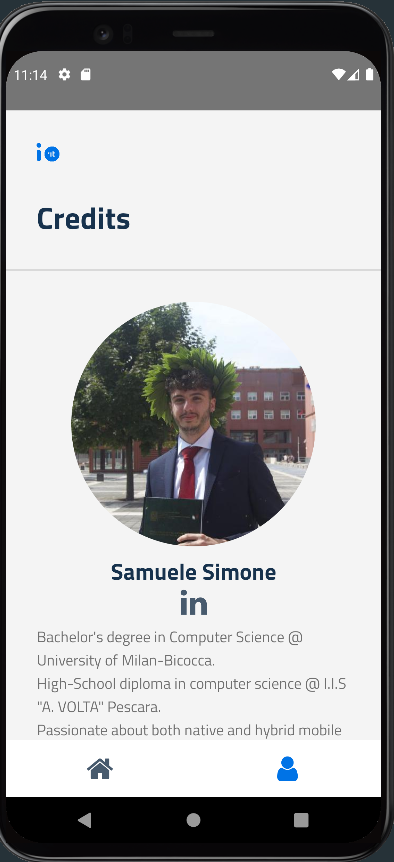 11:14
io
Credits
Samuele Simone
in
Bachelor's degree in Computer Science @
University of Milan-Bicocca.
High-School diploma in computer science @ I.I.S
"A. VOLTA" Pescara.
Passionate about both native and hybrid mobile